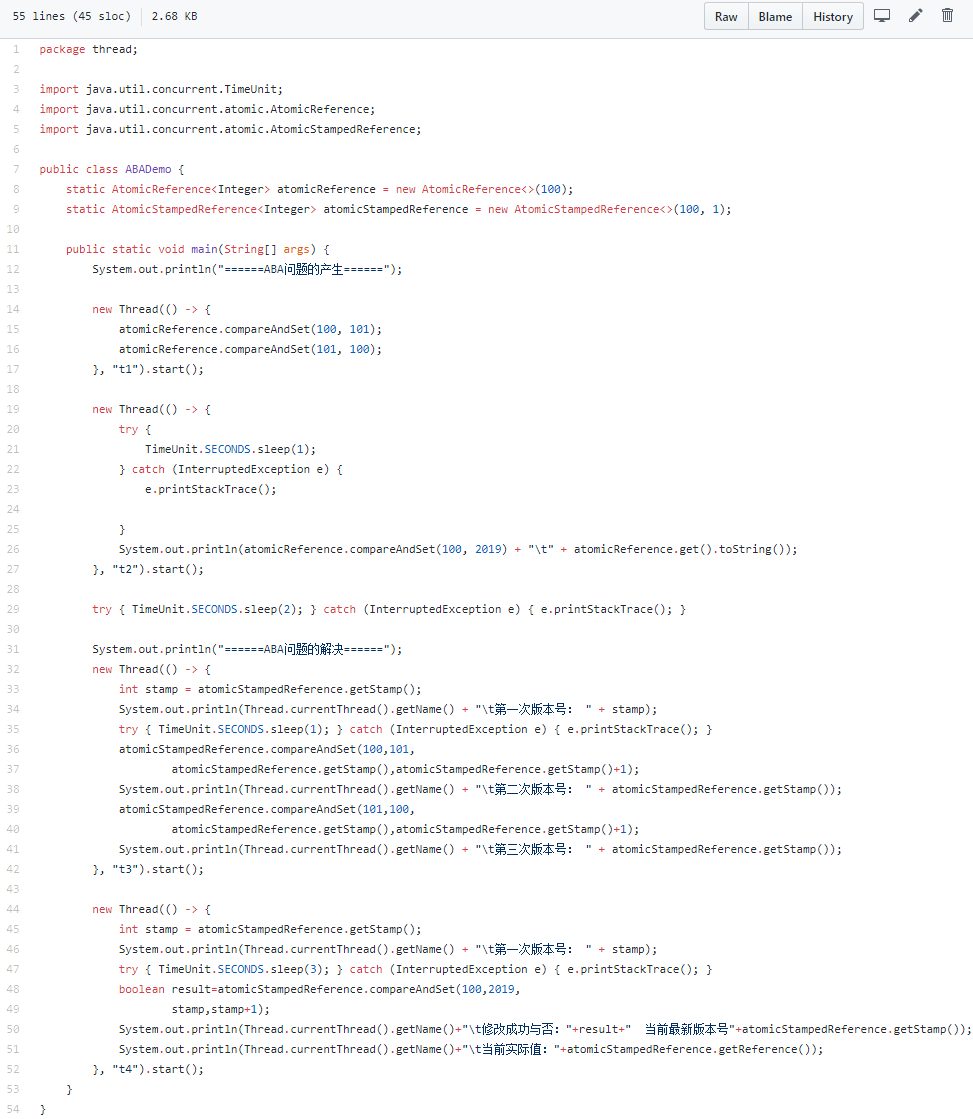 55 lines (45 sloc) 2.68 KB Raw Blame History
1 package thread;
2
3 import java.util.concurrent.TimeUnit;
4 import java.util.concurrent.atomic.AtomicReference;
5 import java.util.concurrent.atomic.AtomicStampedReference;
6
7 public class ABADemo {
8     static AtomicReference<Integer> atomicReference = new AtomicReference<>(100);
9     static AtomicStampedReference<Integer> atomicStampedReference = new AtomicStampedReference<>(100, 1);
10
11     public static void main(String[] args) {
12         System.out.println("======ABA问题的产生======");
13
14         new Thread(() -> {
15             atomicReference.compareAndSet(100, 101);
16             atomicReference.compareAndSet(101, 100);
17         }, "t1").start();
18
19         new Thread(() -> {
20             try {
21                 TimeUnit.SECONDS.sleep(1);
22             } catch (InterruptedException e) {
23                 e.printStackTrace();
24
25             }
26             System.out.println(atomicReference.compareAndSet(100, 2019) + "\t" + atomicReference.get().toString());
27         }, "t2").start();
28
29         try { TimeUnit.SECONDS.sleep(2); } catch (InterruptedException e) { e.printStackTrace(); }
30
31         System.out.println("======ABA问题的解决======");
32         new Thread(() -> {
33             int stamp = atomicStampedReference.getStamp();
34             System.out.println(Thread.currentThread().getName() + "\t第一次版本号： " + stamp);
35             try { TimeUnit.SECONDS.sleep(1); } catch (InterruptedException e) { e.printStackTrace(); }
36             atomicStampedReference.compareAndSet(100,101,
37                     atomicStampedReference.getStamp(),atomicStampedReference.getStamp()+1);
38             System.out.println(Thread.currentThread().getName() + "\t第二次版本号： " + atomicStampedReference.getStamp());
39             atomicStampedReference.compareAndSet(101,100,
40                     atomicStampedReference.getStamp(),atomicStampedReference.getStamp()+1);
41             System.out.println(Thread.currentThread().getName() + "\t第三次版本号： " + atomicStampedReference.getStamp());
42         }, "t3").start();
43
44         new Thread(() -> {
45             int stamp = atomicStampedReference.getStamp();
46             System.out.println(Thread.currentThread().getName() + "\t第一次版本号： " + stamp);
47             try { TimeUnit.SECONDS.sleep(3); } catch (InterruptedException e) { e.printStackTrace(); }
48             boolean result=atomicStampedReference.compareAndSet(100,2019,
49                     stamp,stamp+1);
50             System.out.println(Thread.currentThread().getName()+"\t修改成功与否："+result+"  当前最新版本号"+atomicStampedReference.getStamp());
51             System.out.println(Thread.currentThread().getName()+"\t当前实际值："+atomicStampedReference.getReference());
52         }, "t4").start();
53     }
54 }